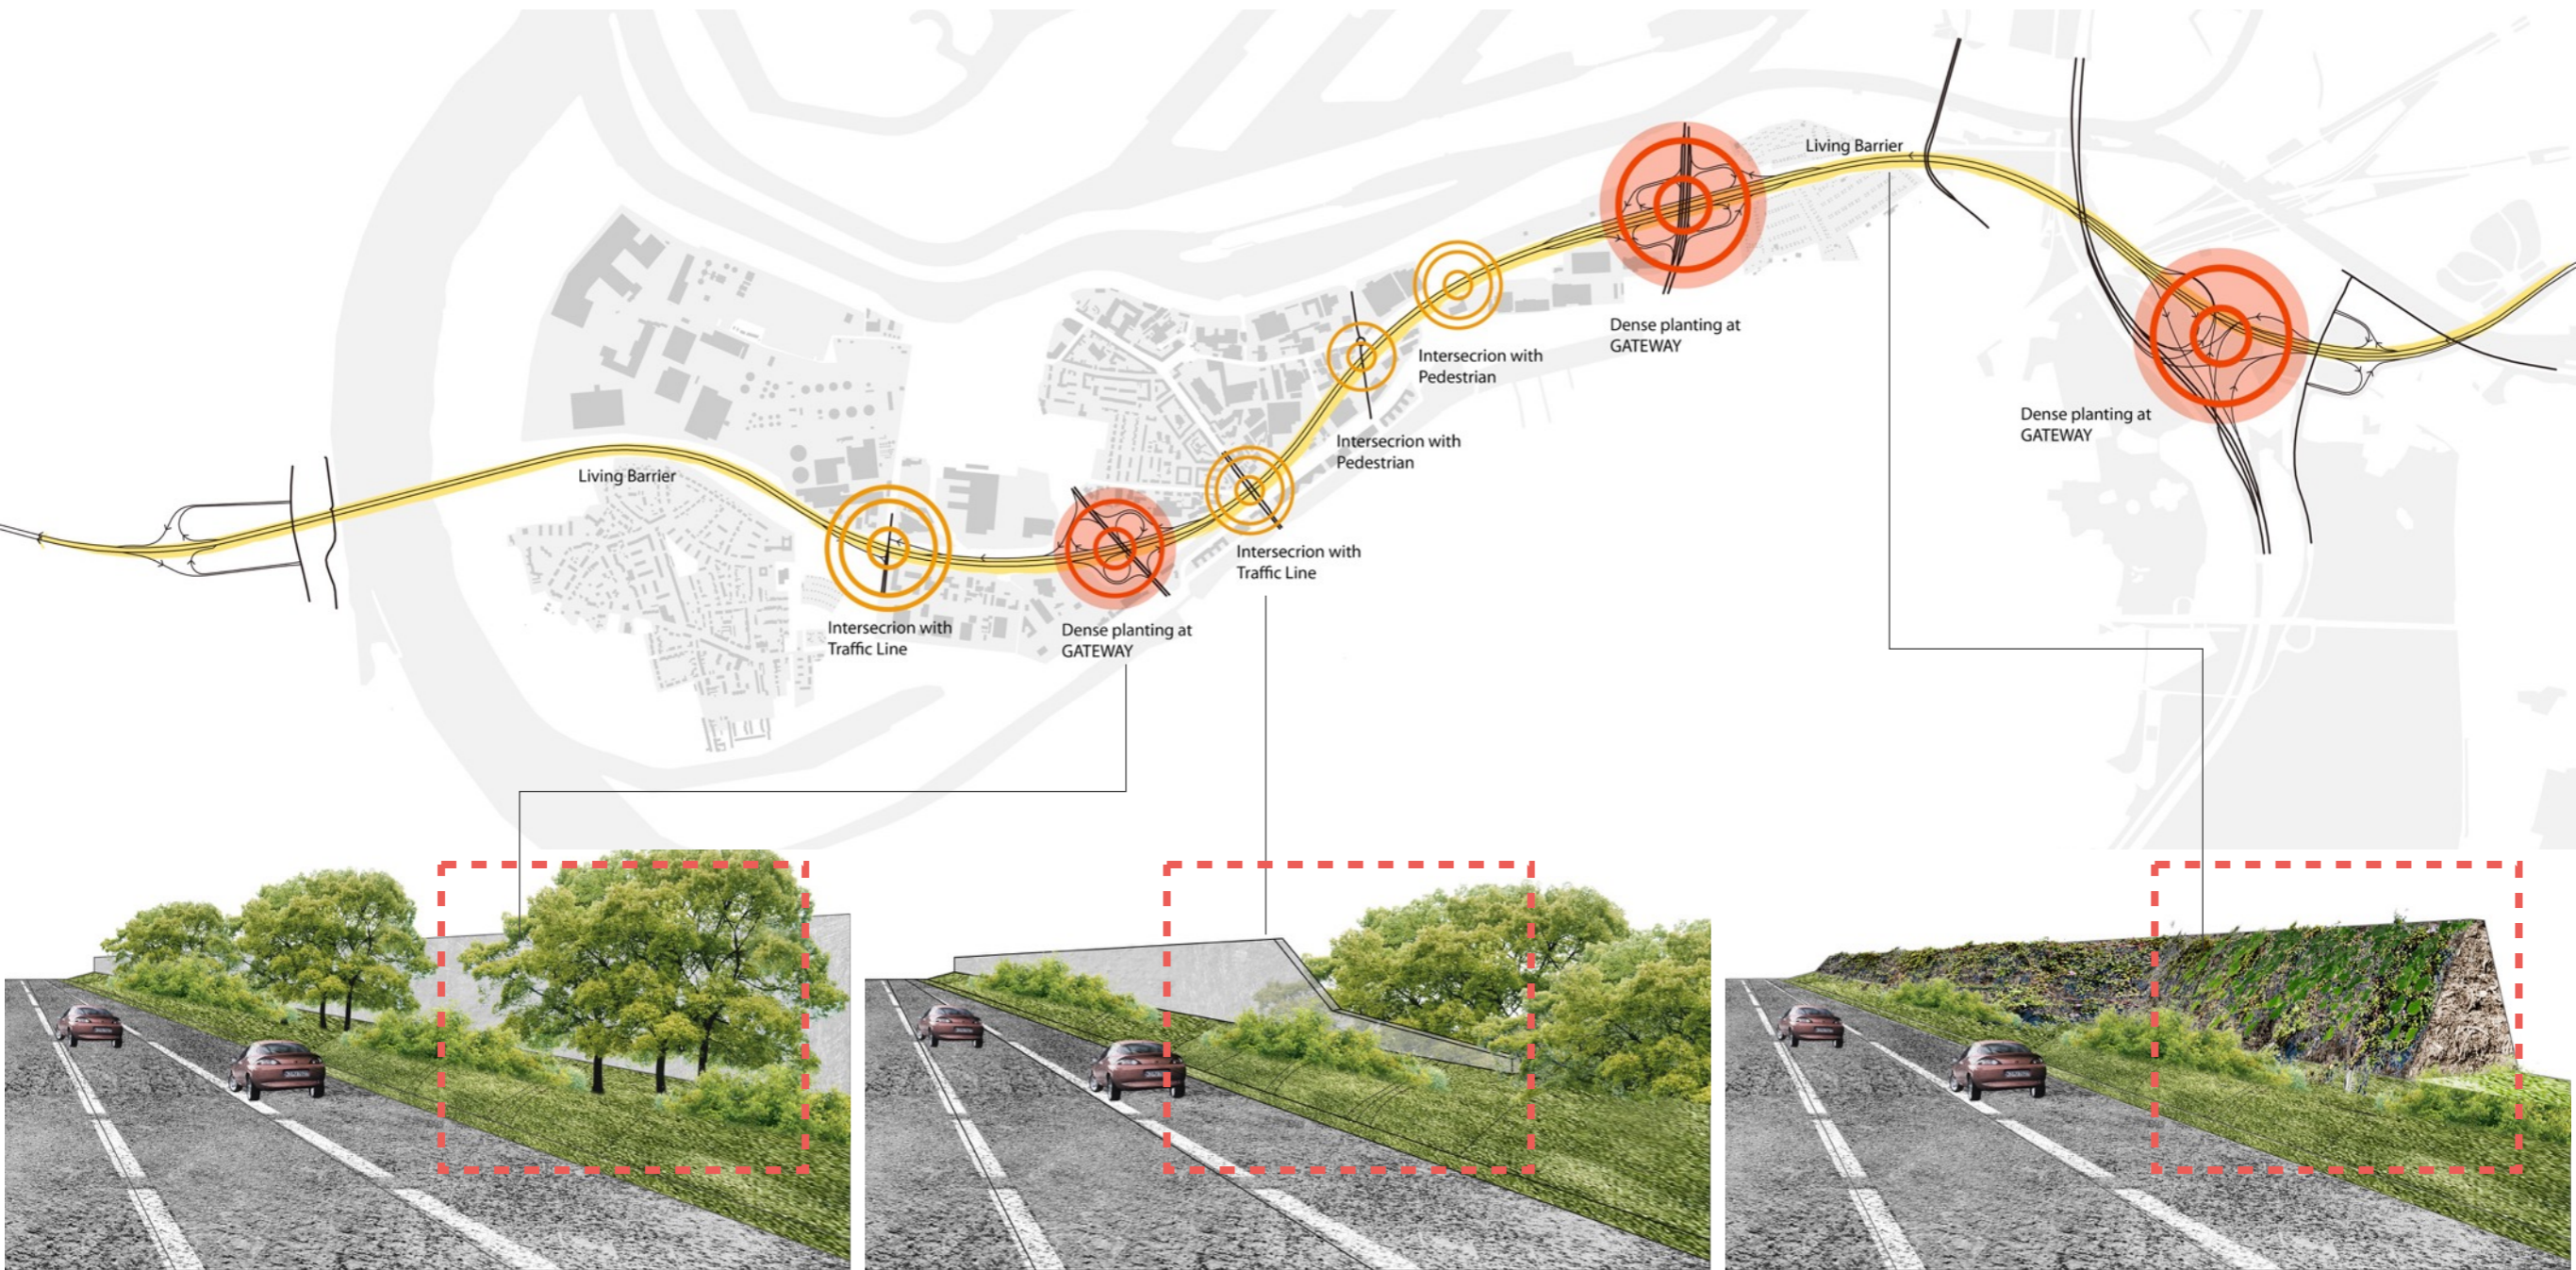 Living Barrier
Dense planting at
GATEWAY
Intersecrion with
Pedestrian
Dense planting at
GATEWAY
Intersecrion with
Pedestrian
Living Barrier
Intersecrion with
Traffic Line
Intersecrion with
Traffic Line
Dense planting at
GATEWAY